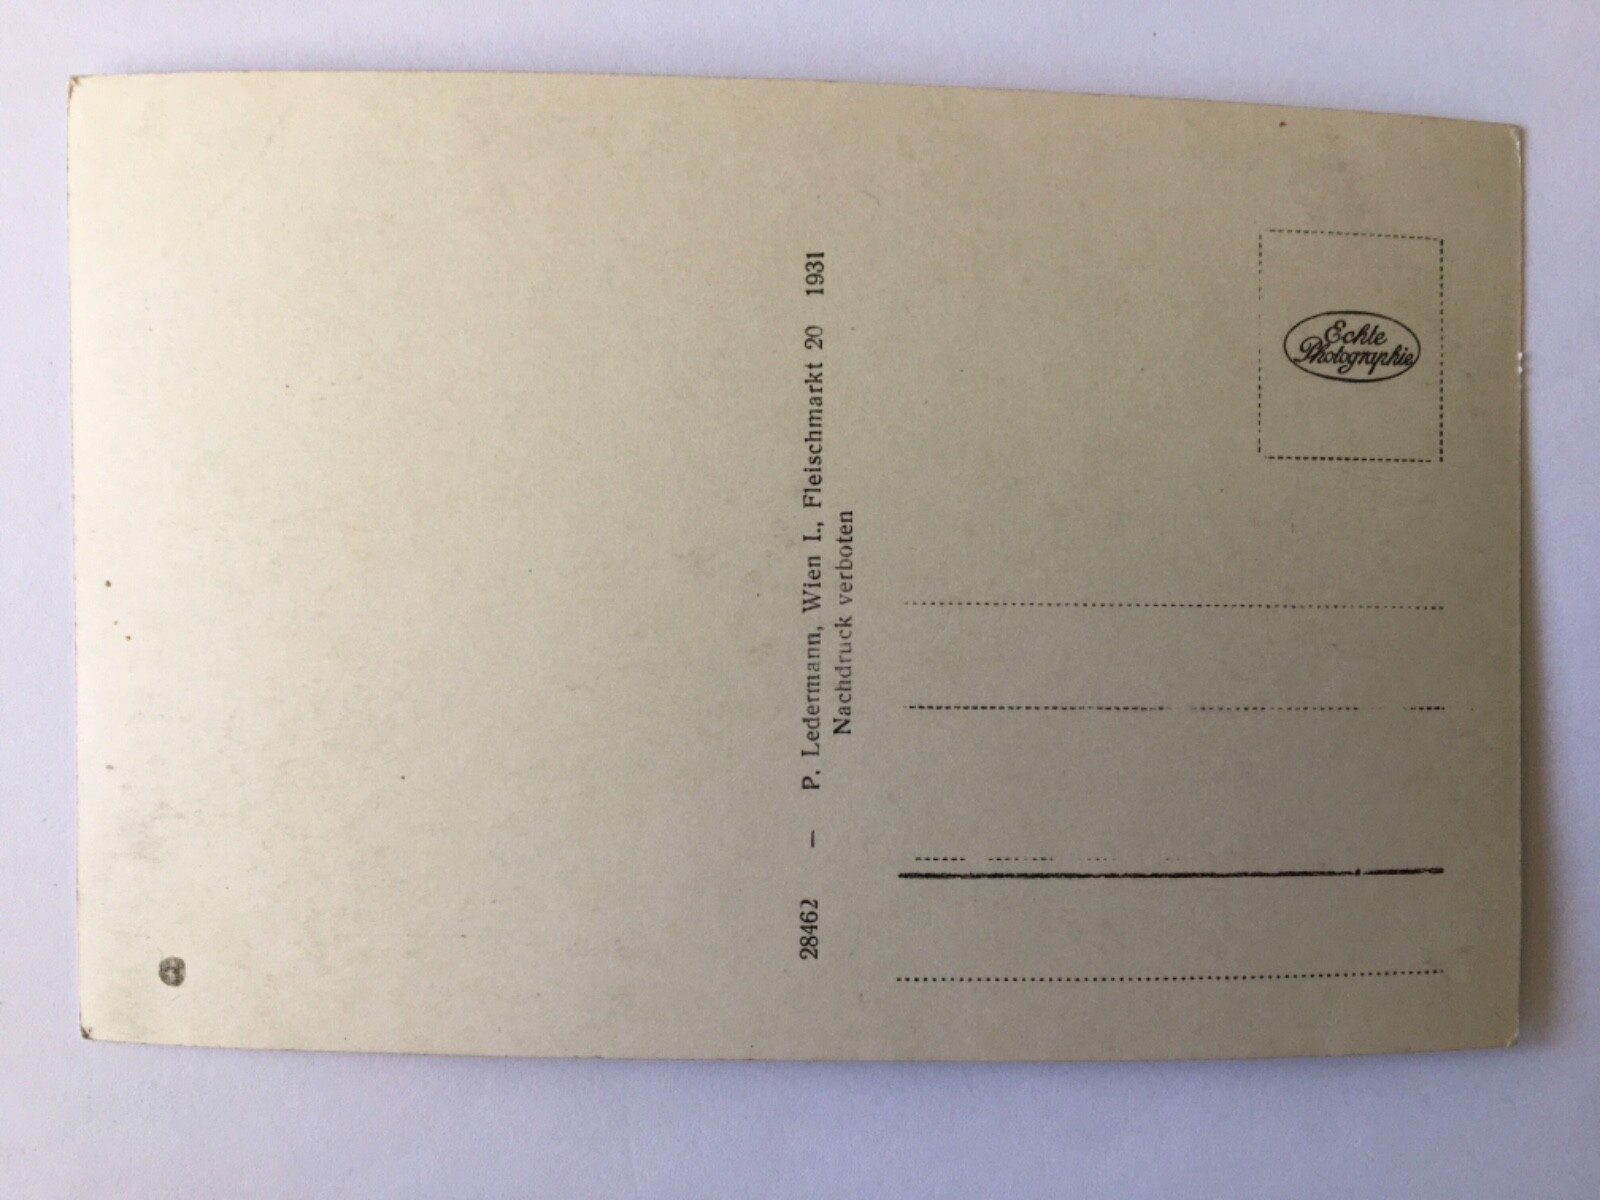 28462 – P. Ledermann, Wien I., Fleischmarkt 20 1931
Nachdruck verboten
Echte
Photographie